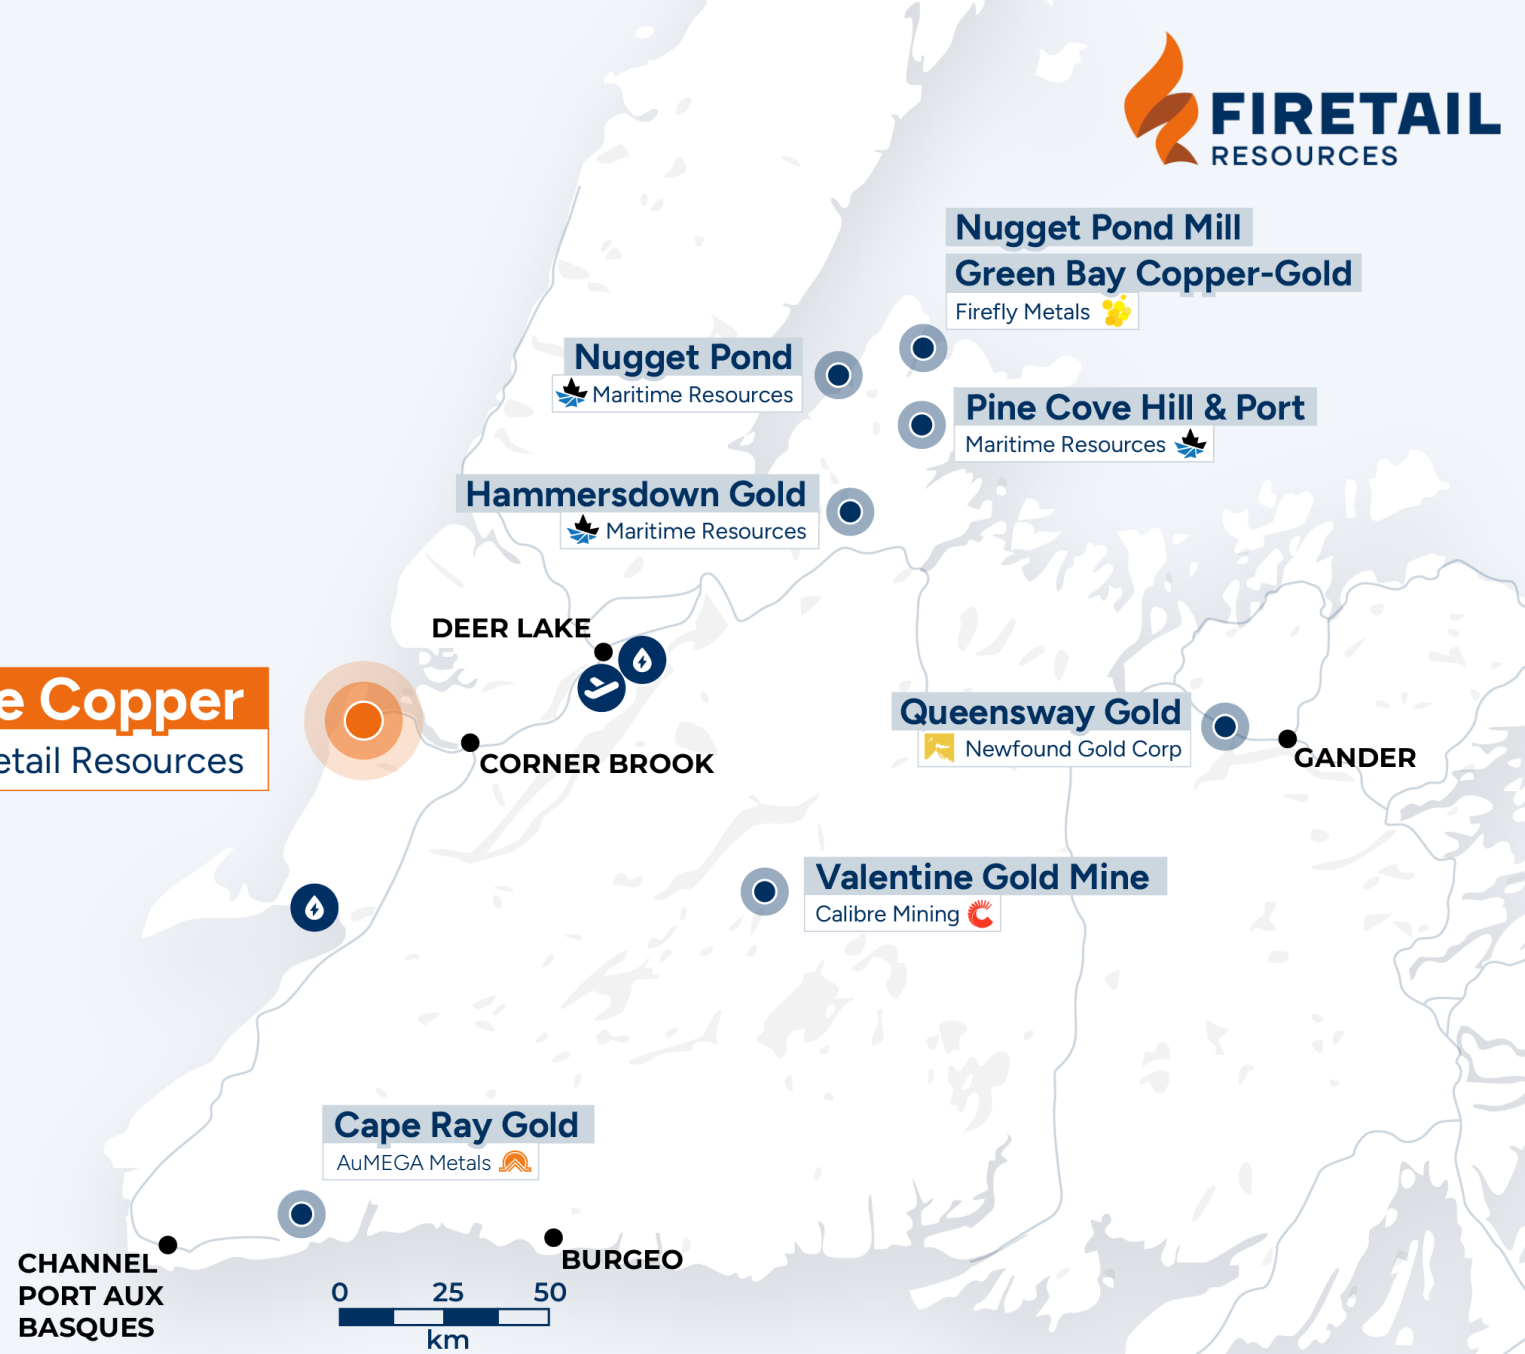 FIRETAIL
RESOURCES
Nugget Pond Mill
Green Bay Copper-Gold
Firefly Metals
Nugget Pond
Maritime Resources
Pine Cove Hill & Port
Maritime Resources
Hammersdown Gold
Maritime Resources
DEER LAKE
e Copper
etail Resources
CORNER BROOK
Queensway Gold
Newfound Gold Corp
GANDER
Valentine Gold Mine
Calibre Mining
Cape Ray Gold
AuMEGA Metals
CHANNEL
PORT AUX
BASQUES
BURGEO
0 25 50
km